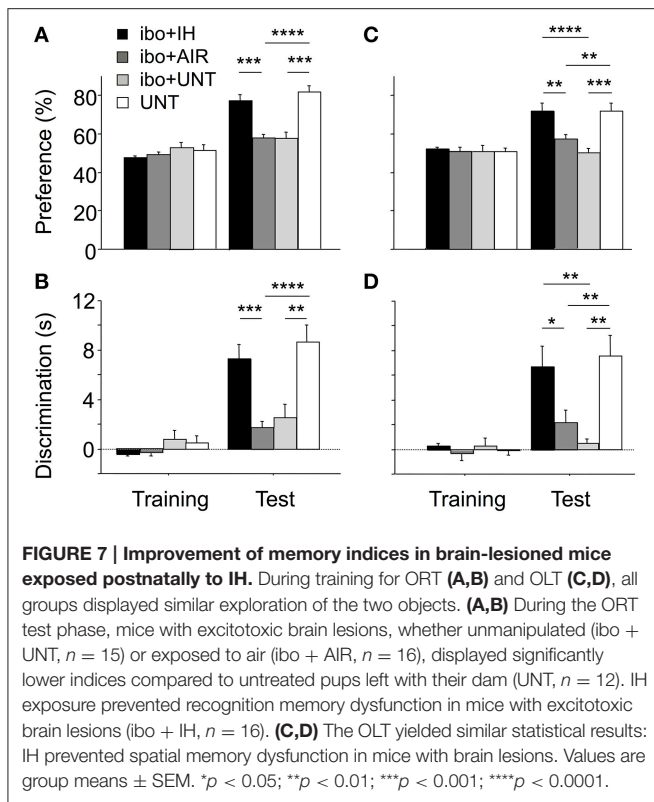 A
ibo+IH
ibo+AIR
ibo+UNT
UNT
****
***
***
Preference (%)
80
60
40
20
0
C
****
**
**
***
B
****
***
**
Discrimination (s)
12
8
4
0
Training
Test
D
**
**
*
**
Training
Test
FIGURE 7 | Improvement of memory indices in brain-lesioned mice
exposed postnatally to IH. During training for ORT (A,B) and OLT (C,D), all
groups displayed similar exploration of the two objects. (A,B) During the ORT
test phase, mice with excitotoxic brain lesions, whether unmanipulated (ibo +
UNT, n = 15) or exposed to air (ibo + AIR, n = 16), displayed significantly
lower indices compared to untreated pups left with their dam (UNT, n = 12). IH
exposure prevented recognition memory dysfunction in mice with excitotoxic
brain lesions (ibo + IH, n = 16). (C,D) The OLT yielded similar statistical results:
IH prevented spatial memory dysfunction in mice with brain lesions. Values are
group means ± SEM. *p < 0.05; **p < 0.01; ***p < 0.001; ****p < 0.0001.